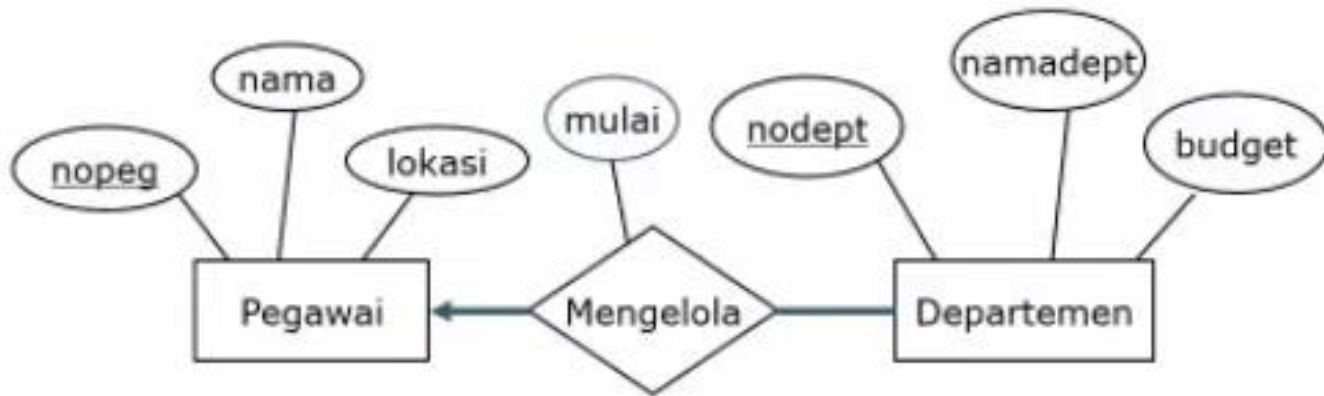 nama
nopeg
lokasi
mulai
nodept
namadept
budget
Pegawai
Mengelola
Departemen